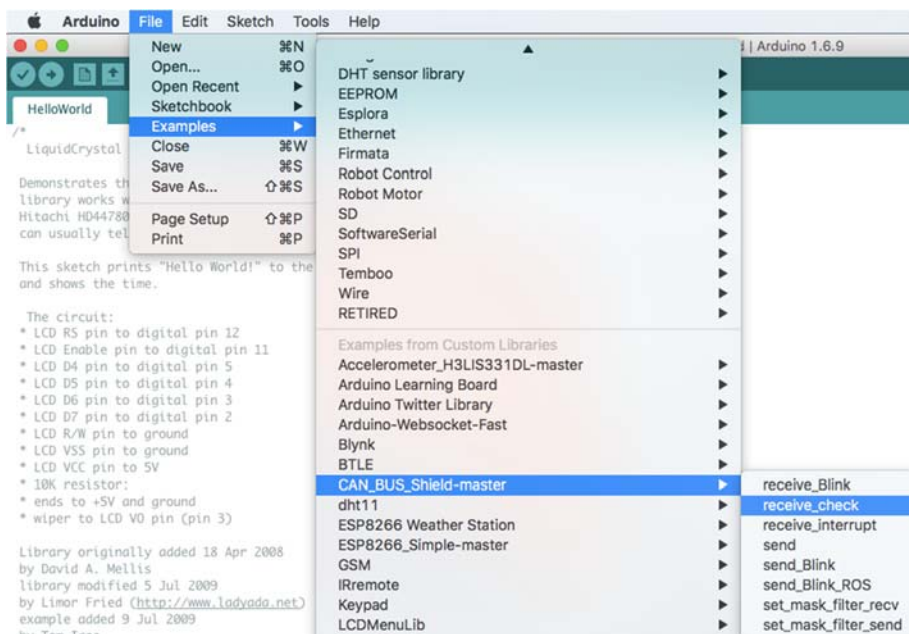 Arduino File Edit Sketch Tools Help
| Arduino 1.6.9
HelloWorld
New ⌘N
Open... ⌘O
Open Recent
Sketchbook
Examples
Close ⌘W
Save ⌘S
Save As... ⇧⌘S
Page Setup ⇧⌘P
Print ⌘P
DHT sensor library
EEPROM
Esplora
Ethernet
Firmata
Robot Control
Robot Motor
SD
SoftwareSerial
SPI
Temboo
Wire
RETIRED
Examples from Custom Libraries
Accelerometer_H3LIS331DL-master
Arduino Learning Board
Arduino Twitter Library
Arduino-Websocket-Fast
Blynk
BTLE
CAN_BUS_Shield-master
dht11
ESP8266 Weather Station
ESP8266_Simple-master
GSM
IRremote
Keypad
LCDMenuLib
receive_Blink
receive_check
receive_interrupt
send
send_Blink
send_Blink_ROS
set_mask_filter_recv
set_mask_filter_send
/*
LiquidCrystal
Demonstrates th
library works w
Hitachi HD44780
can usually tel
This sketch prints "Hello World!" to the
and shows the time.
The circuit:
* LCD RS pin to digital pin 12
* LCD Enable pin to digital pin 11
* LCD D4 pin to digital pin 5
* LCD D5 pin to digital pin 4
* LCD D6 pin to digital pin 3
* LCD D7 pin to digital pin 2
* LCD R/W pin to ground
* LCD VSS pin to ground
* LCD VCC pin to 5V
* 10K resistor:
* ends to +5V and ground
* wiper to LCD VO pin (pin 3)
Library originally added 18 Apr 2008
by David A. Mellis
library modified 5 Jul 2009
by Limor Fried (http://www.ladyada.net)
example added 9 Jul 2009